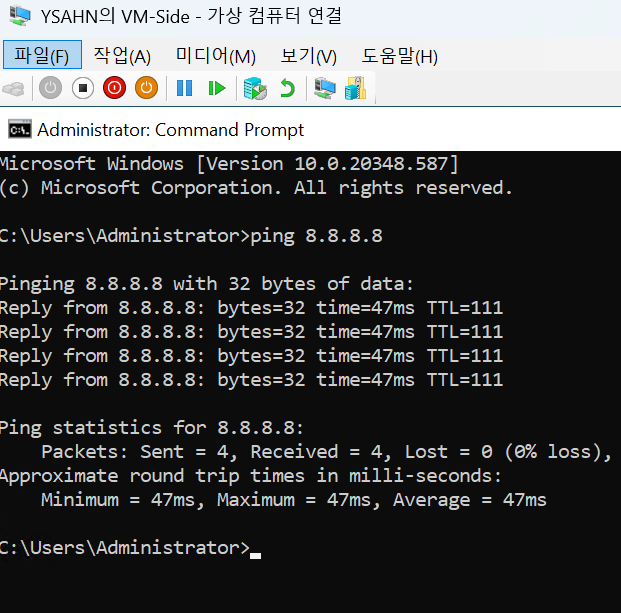 YSAHN의 VM-Side - 가상 컴퓨터 연결
파일(F) 작업(A) 미디어(M) 보기(V) 도움말(H)
Administrator: Command Prompt
Microsoft Windows [Version 10.0.20348.587]
(c) Microsoft Corporation. All rights reserved.
C:\Users\Administrator>ping 8.8.8.8
Pinging 8.8.8.8 with 32 bytes of data:
Reply from 8.8.8.8: bytes=32 time=47ms TTL=111
Reply from 8.8.8.8: bytes=32 time=47ms TTL=111
Reply from 8.8.8.8: bytes=32 time=47ms TTL=111
Reply from 8.8.8.8: bytes=32 time=47ms TTL=111
Ping statistics for 8.8.8.8:
Packets: Sent = 4, Received = 4, Lost = 0 (0% loss),
Approximate round trip times in milli-seconds:
Minimum = 47ms, Maximum = 47ms, Average = 47ms
C:\Users\Administrator>